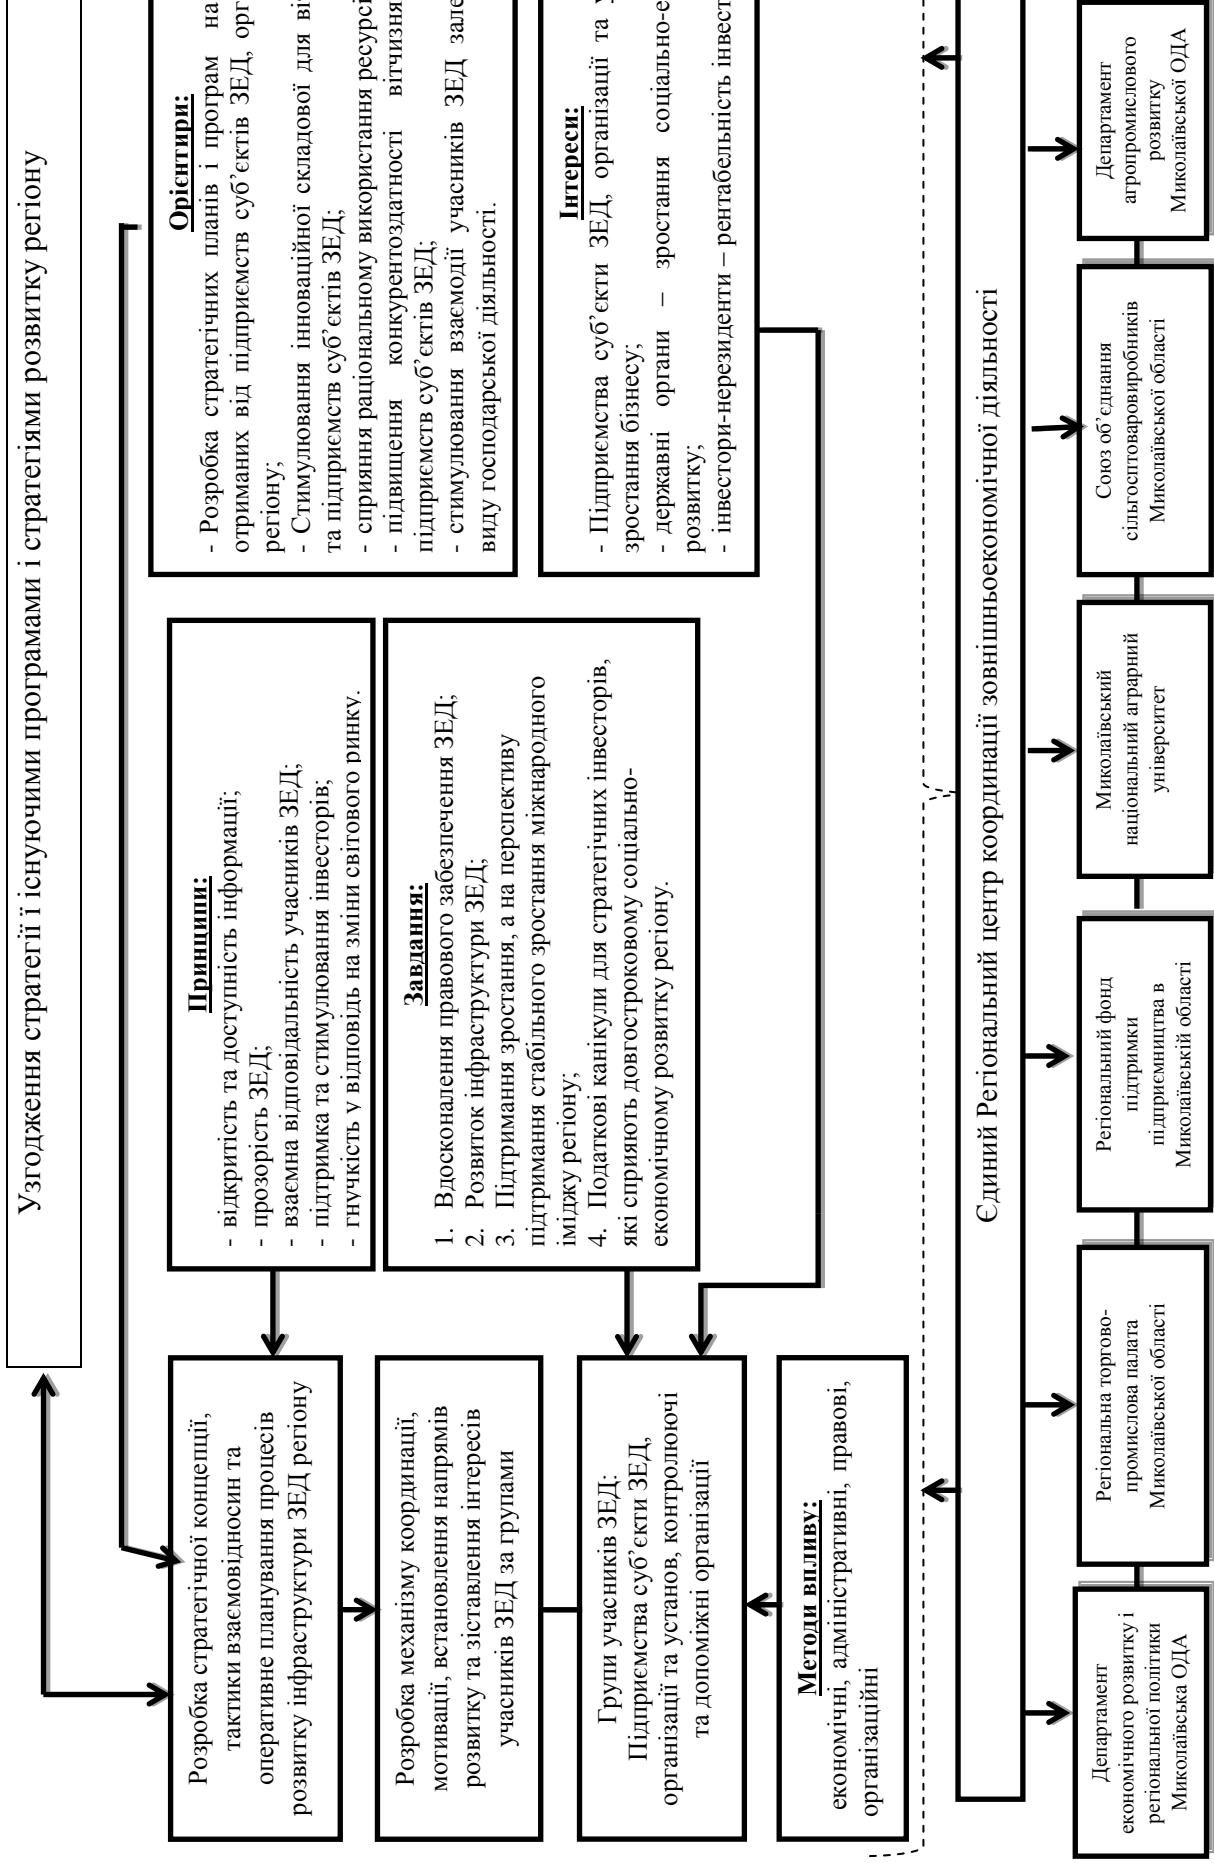 Узгодження стратегії її існуючими програмами і стратегіями розвитку регіону
Розробка стратегічної концепції,
тактики взаємовідносин та
оперативне планування процесів
розвитку інфраструктури ЗЕД регіону
Розробка механізму координації,
мотивації, встановлення напрямів
розвитку та зіставлення інтересів
учасників ЗЕД за групами
Групи учасників ЗЕД:
Підприємства суб’єкти ЗЕД,
організації та установ, контролюючі
та допоміжні організації
Методи впливу:
економічні, адміністративні, правові,
організаційні
Принципи:
- відкритість та доступність інформації;
- прозорість ЗЕД;
- взаємна відповідальність учасників ЗЕД;
- підтримка та стимулювання інвесторів;
- гнучкість у відповідь на зміни світового ринку.
Завдання:
1. Вдосконалення правового забезпечення ЗЕД;
2. Розвиток інфраструктури ЗЕД;
3. Підтримання зростання, а на перспективу
підтримання стабільного зростання міжнародного
іміджу регіону;
4. Податкові канікули для стратегічних інвесторів,
які сприяють довгостроковому соціально-
економічному розвитку регіону.
Орієнтири:
- Розробка стратегічних планів і програм на
отриманих від підприємств суб’єктів ЗЕД, орг
регіону;
- Стимулювання інноваційної складової для віт
та підприємств суб’єктів ЗЕД;
- сприяння раціональному використання ресурсі
- підвищення конкурентоздатності вітчизня
підприємств суб’єктів ЗЕД;
- стимулювання взаємодії учасників ЗЕД зале
виду господарської діяльності.
Інтереси:
- Підприємства суб’єкти ЗЕД, організації та у
зростання бізнесу;
- державні органи – зростання соціально-е
розвитку;
- інвестори-нерезиденти – рентабельність інвест
Єдиний Регіональний центр координації зовнішньоекономічної діяльності
Департамент
економічного розвитку і
регіональної політики
Миколаївська ОДА
Регіональна торгово-
промислова палата
Миколаївської області
Регіональный фонд
підтримки
підприємництва в
Миколаївській області
Миколаївський
національний аграрний
університет
Союз об’єднання
сільгосптоваровиробників
Миколаївської області
Департамент
агропромислового
розвитку
Миколаївської ОДА